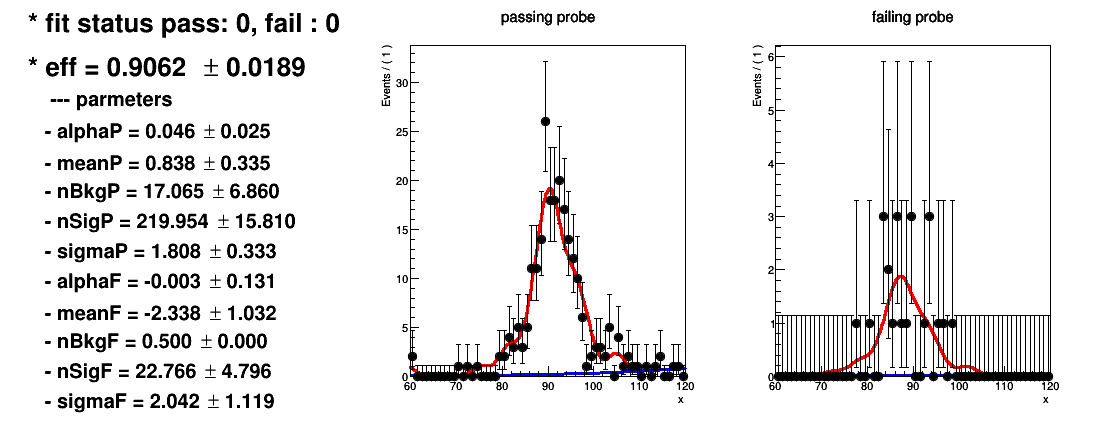 * fit status pass: 0, fail : 0
* eff = 0.9062 ± 0.0189
--- parmeters
- alphaP = 0.046 ± 0.025
- meanP = 0.838 ± 0.335
- nBkgP = 17.065 ± 6.860
- nSigP = 219.954 ± 15.810
- sigmaP = 1.808 ± 0.333
- alphaF = -0.003 ± 0.131
- meanF = -2.338 ± 1.032
- nBkgF = 0.500 ± 0.000
- nSigF = 22.766 ± 4.796
- sigmaF = 2.042 ± 1.119
passing probe
Events / ( 1 )
30
25
20
15
10
5
0
60 70 80 90 100 110 120
x
failing probe
Events / ( 1 )
6
5
4
3
2
1
0
60 70 80 90 100 110 120
x